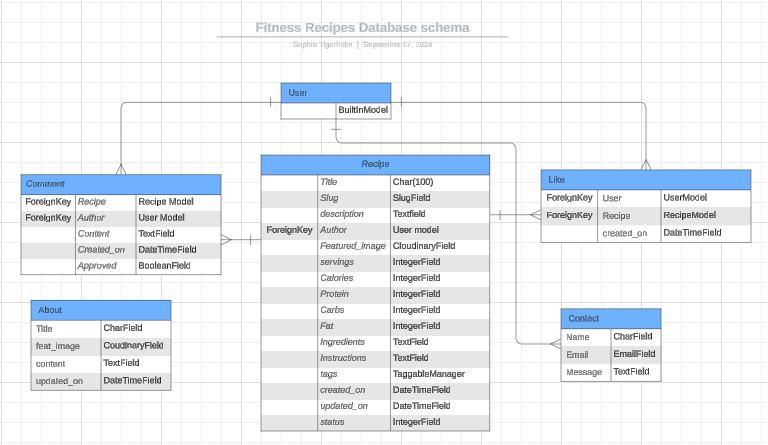 Fitness Recipes Database schema
Sophie Tigerholm | September 17, 2024
User
BuiltInModel
Comment
ForeignKey Recipe Recipe Model
ForeignKey Author User Model
Content TextField
Created_on DateTimeField
Approved BooleanField
Recipe
Title Char(100)
Slug SlugField
description Textfield
ForeignKey Author User model
Featured_image CloudinaryField
servings IntegerField
Calories IntegerField
Protein IntegerField
Carbs IntegerField
Fat IntegerField
Ingredients TextField
Instructions TextField
tags TaggableManager
created_on DateTimeField
updated_on DateTimeField
status IntegerField
Like
ForeignKey User UserModel
ForeignKey Recipe RecipeModel
created_on DateTimeField
About
Title CharField
feat_image CoudinaryField
content TextField
updated_on DateTimeField
Contact
Name CharField
Email EmailField
Message TextField